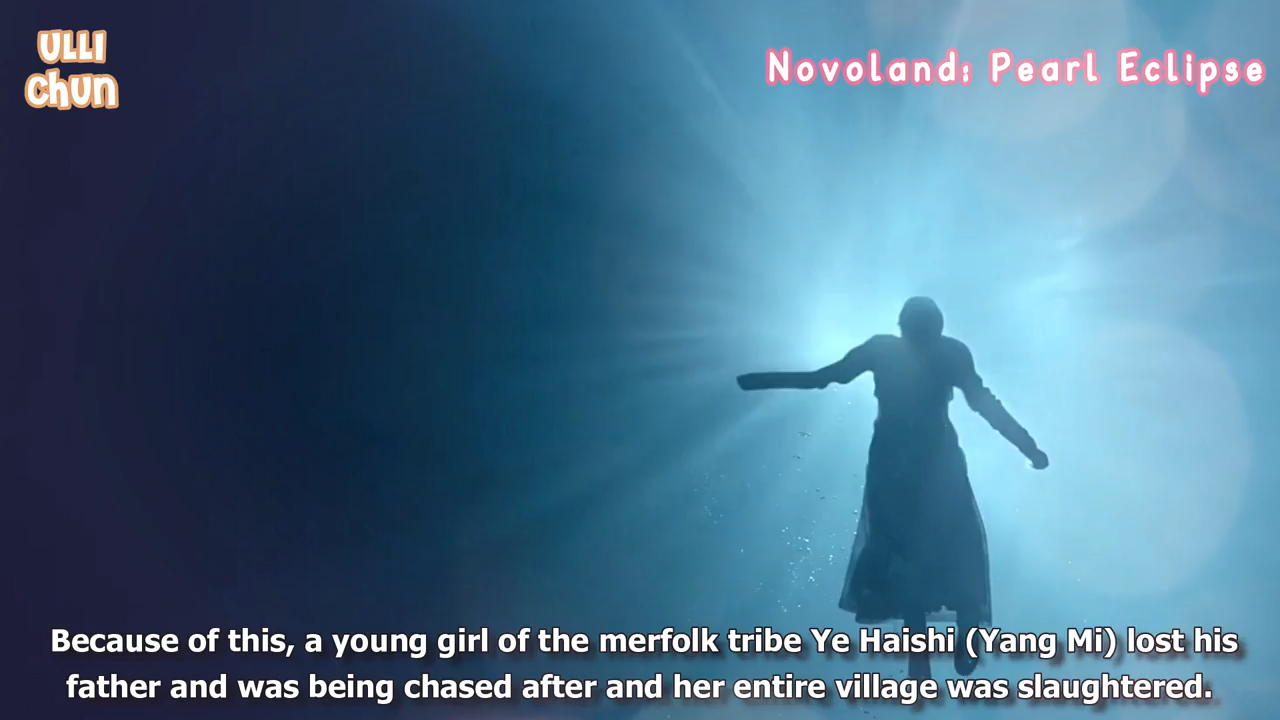 ULLI
chun
Novoland: Pearl Eclipse
Because of this, a young girl of the merfolk tribe Ye Haishi (Yang Mi) lost his
father and was being chased after and her entire village was slaughtered.